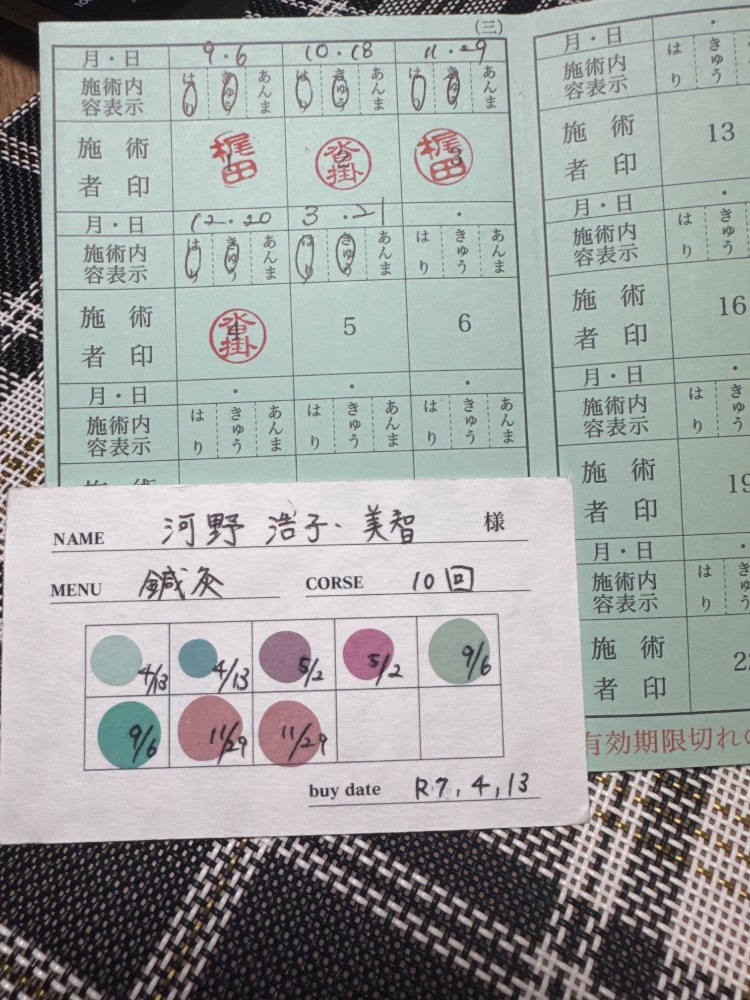 (三)
月・日 9・6 10・18 11・29
施術内容表示 はり きゅう あんま はり きゅう あんま はり きゅう あんま
施術者印 梶田 1 沓掛 2 梶田 3
月・日 12・20 3・21 ・
施術内容表示 はり きゅう あんま はり きゅう あんま はり きゅう あんま
施術者印 沓掛 4 5 6
月・日 ・ ・ ・
施術内容表示 はり きゅう あんま はり きゅう あんま はり きゅう あんま
月・日 ・
施術内容表示 はり きゅう
施術者印 13
月・日 ・
施術内容表示 はり きゅう
施術者印 16
月・日 ・
施術内容表示 はり きゅう
施術者印 19
月・日 ・
施術内容表示 はり きゅう
施術者印
有効期限切れの
NAME 河野 浩子、美智 様
MENU 鍼灸 CORSE 10回
4/13 4/13 5/2 5/2 9/6
9/6 11/29 11/29
buy date R7, 4, 13